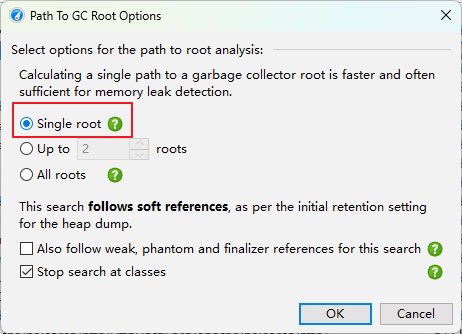 Path To GC Root Options
Select options for the path to root analysis:
Calculating a single path to a garbage collector root is faster and often
sufficient for memory leak detection.
Single root
Up to 2 roots
All roots
This search follows soft references, as per the initial retention setting
for the heap dump.
Also follow weak, phantom and finalizer references for this search
Stop search at classes
OK Cancel